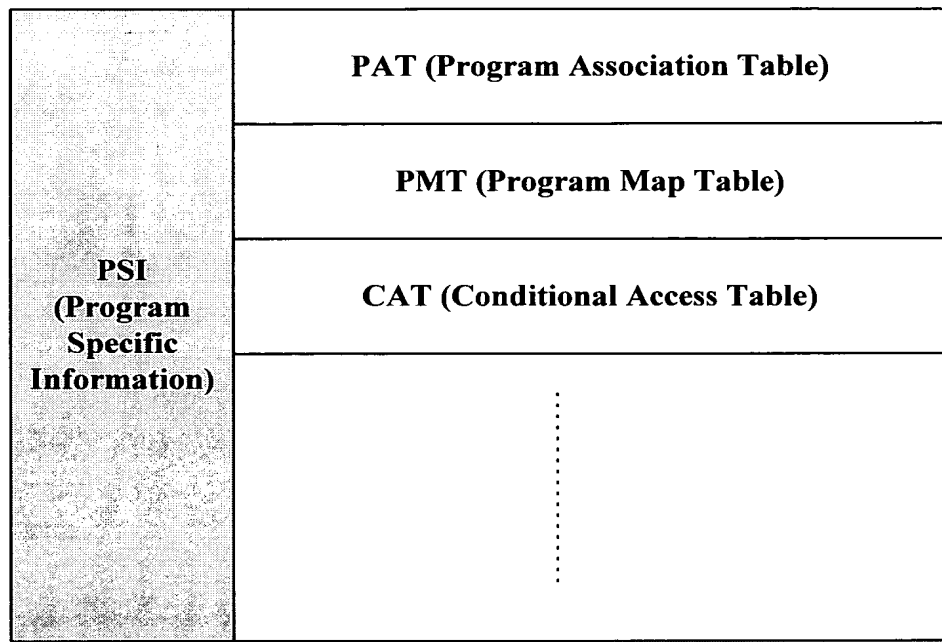 PAT (Program Association Table)
PMT (Program Map Table)
PSI
(Program
Specific
Information)
CAT (Conditional Access Table)